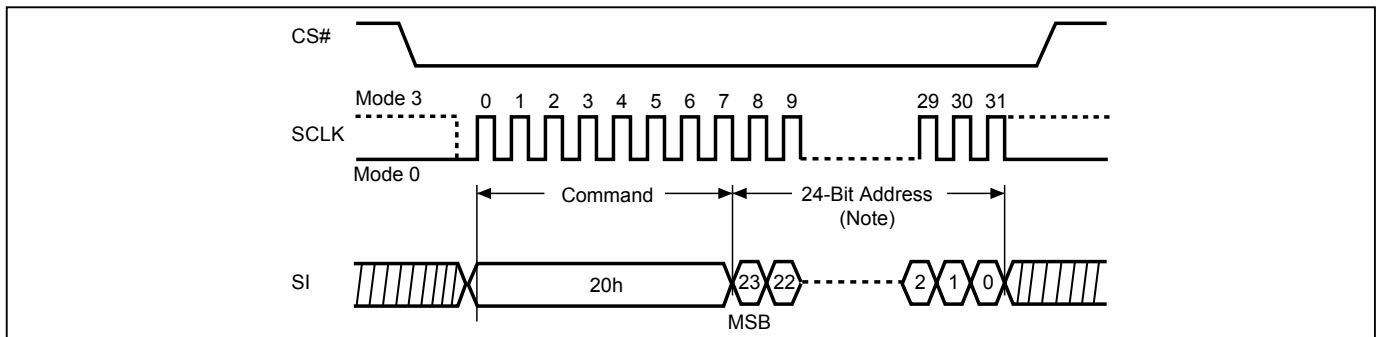 CS#
Mode 3
0 1 2 3 4 5 6 7 8 9 29 30 31
SCLK
Mode 0
Command
24-Bit Address
(Note)
SI
20h
23 22
2 1 0
MSB